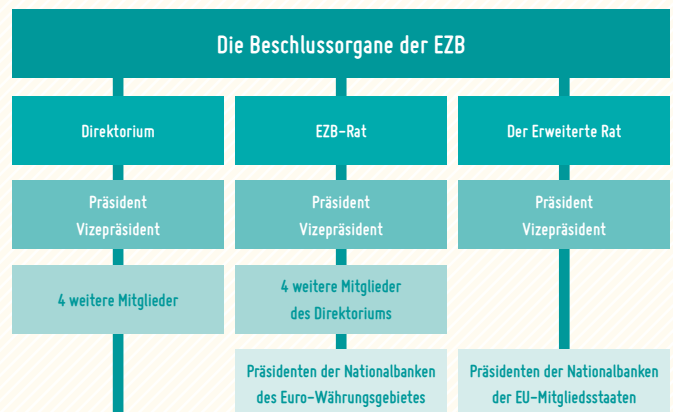 Die Beschlussorgane der EZB
Direktorium
Präsident
Vizepräsident
4 weitere Mitglieder
EZB-Rat
Präsident
Vizepräsident
4 weitere Mitglieder
des Direktoriums
Präsidenten der Nationalbanken
des Euro-Währungsgebietes
Der Erweiterte Rat
Präsident
Vizepräsident
Präsidenten der Nationalbanken
der EU-Mitgliedsstaaten